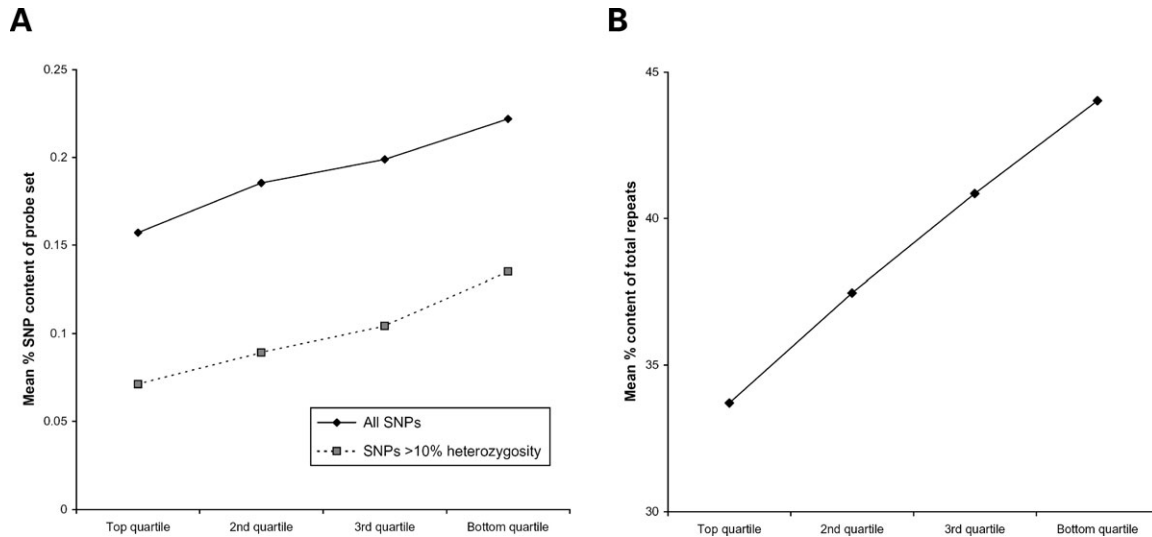 A
Mean % SNP content of probe set
0.25
0.2
0.15
0.1
0.05
0
All SNPs
SNPs >10% heterozygosity
Top quartile
2nd quartile
3rd quartile
Bottom quartile
B
Mean % content of total repeats
45
40
35
30
Top quartile
2nd quartile
3rd quartile
Bottom quartile